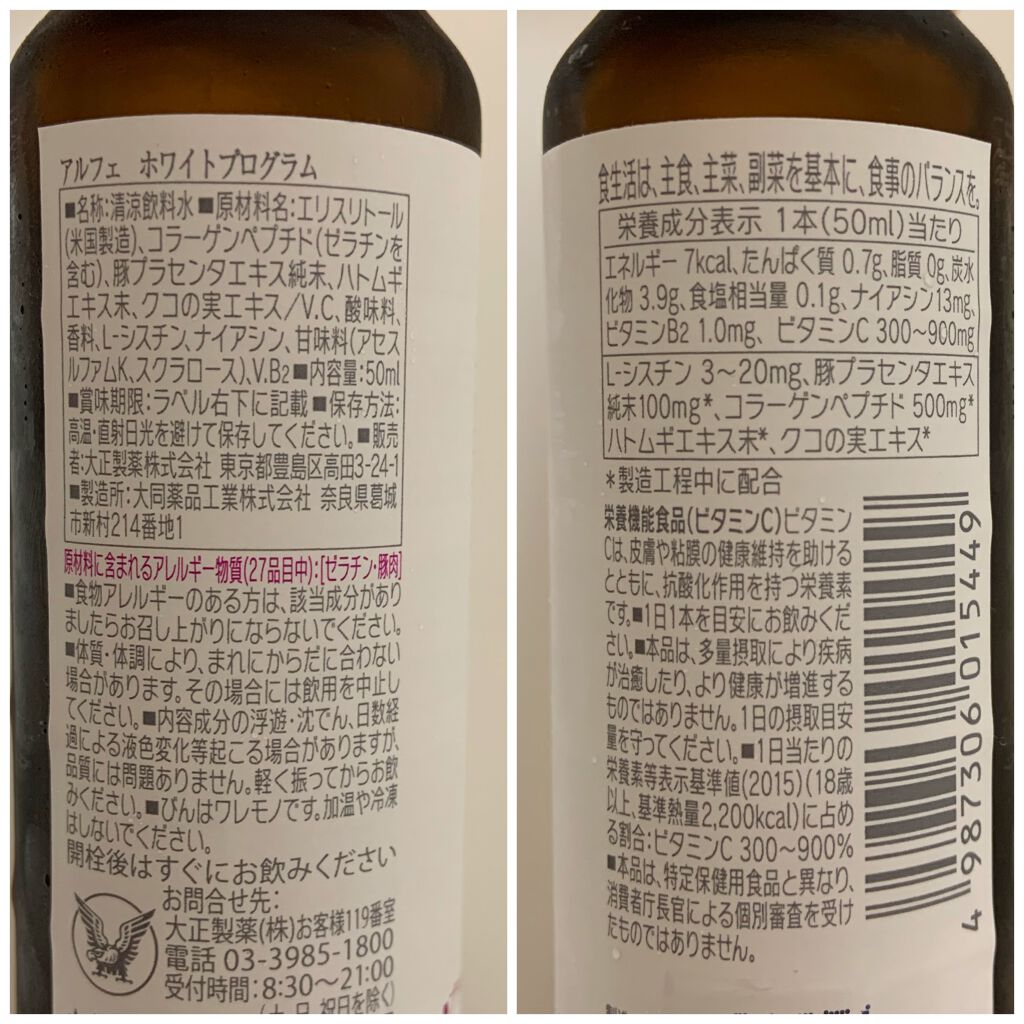 アルフェ ホワイトプログラム
■名称:清涼飲料水■原材料名:エリスリトール
(米国製造)、コラーゲンペプチド(ゼラチンを
含む)、豚プラセンタエキス純末、ハトムギ
エキス末、クコの実エキス/V.C、酸味料、
香料、L-シスチン、ナイアシン、甘味料(アセス
ルファムK、スクラロース)、V.B2■内容量:50ml
■賞味期限:ラベル右下に記載■保存方法:
高温・直射日光を避けて保存してください。■販売
者:大正製薬株式会社 東京都豊島区高田3-24-1
■製造所:大同薬品工業株式会社 奈良県葛城
市新村214番地1
原材料に含まれるアレルギー物質(27品目中):[ゼラチン・豚肉]
■食物アレルギーのある方は、該当成分があり
ましたらお召し上がりにならないでください。
■体質・体調により、まれにからだに合わない
場合があります。その場合には飲用を中止し
てください。■内容成分の浮遊・沈でん、日数経
過による液色変化等起こる場合がありますが、
品質には問題ありません。軽く振ってからお飲
みください。■びんはワレモノです。加温や冷凍
はしないでください。
開栓後はすぐにお飲みください
お問合せ先:
大正製薬(株)お客様119番室
電話 03-3985-1800
受付時間:8:30〜21:00
(土、日、祝日を除く)
食生活は、主食、主菜、副菜を基本に、食事のバランスを。
栄養成分表示 1本(50ml)当たり
エネルギー 7kcal、たんぱく質 0.7g、脂質 0g、炭水
化物 3.9g、食塩相当量 0.1g、ナイアシン13mg、
ビタミンB2 1.0mg、ビタミンC 300〜900mg
L-シスチン 3〜20mg、豚プラセンタエキス
純末100mg*、コラーゲンペプチド 500mg*
ハトムギエキス末*、クコの実エキス*
*製造工程中に配合
栄養機能食品(ビタミンC)ビタミン
Cは、皮膚や粘膜の健康維持を助ける
とともに、抗酸化作用を持つ栄養素
です。■1日1本を目安にお飲みくだ
さい。■本品は、多量摂取により疾病
が治癒したり、より健康が増進する
ものではありません。1日の摂取目安
量を守ってください。■1日当たりの
栄養素等表示基準値(2015)(18歳
以上、基準熱量2,200kcal)に占め
る割合:ビタミンC 300〜900%
■本品は、特定保健用食品と異なり、
消費者庁長官による個別審査を受け
たものではありません。
4987306015449